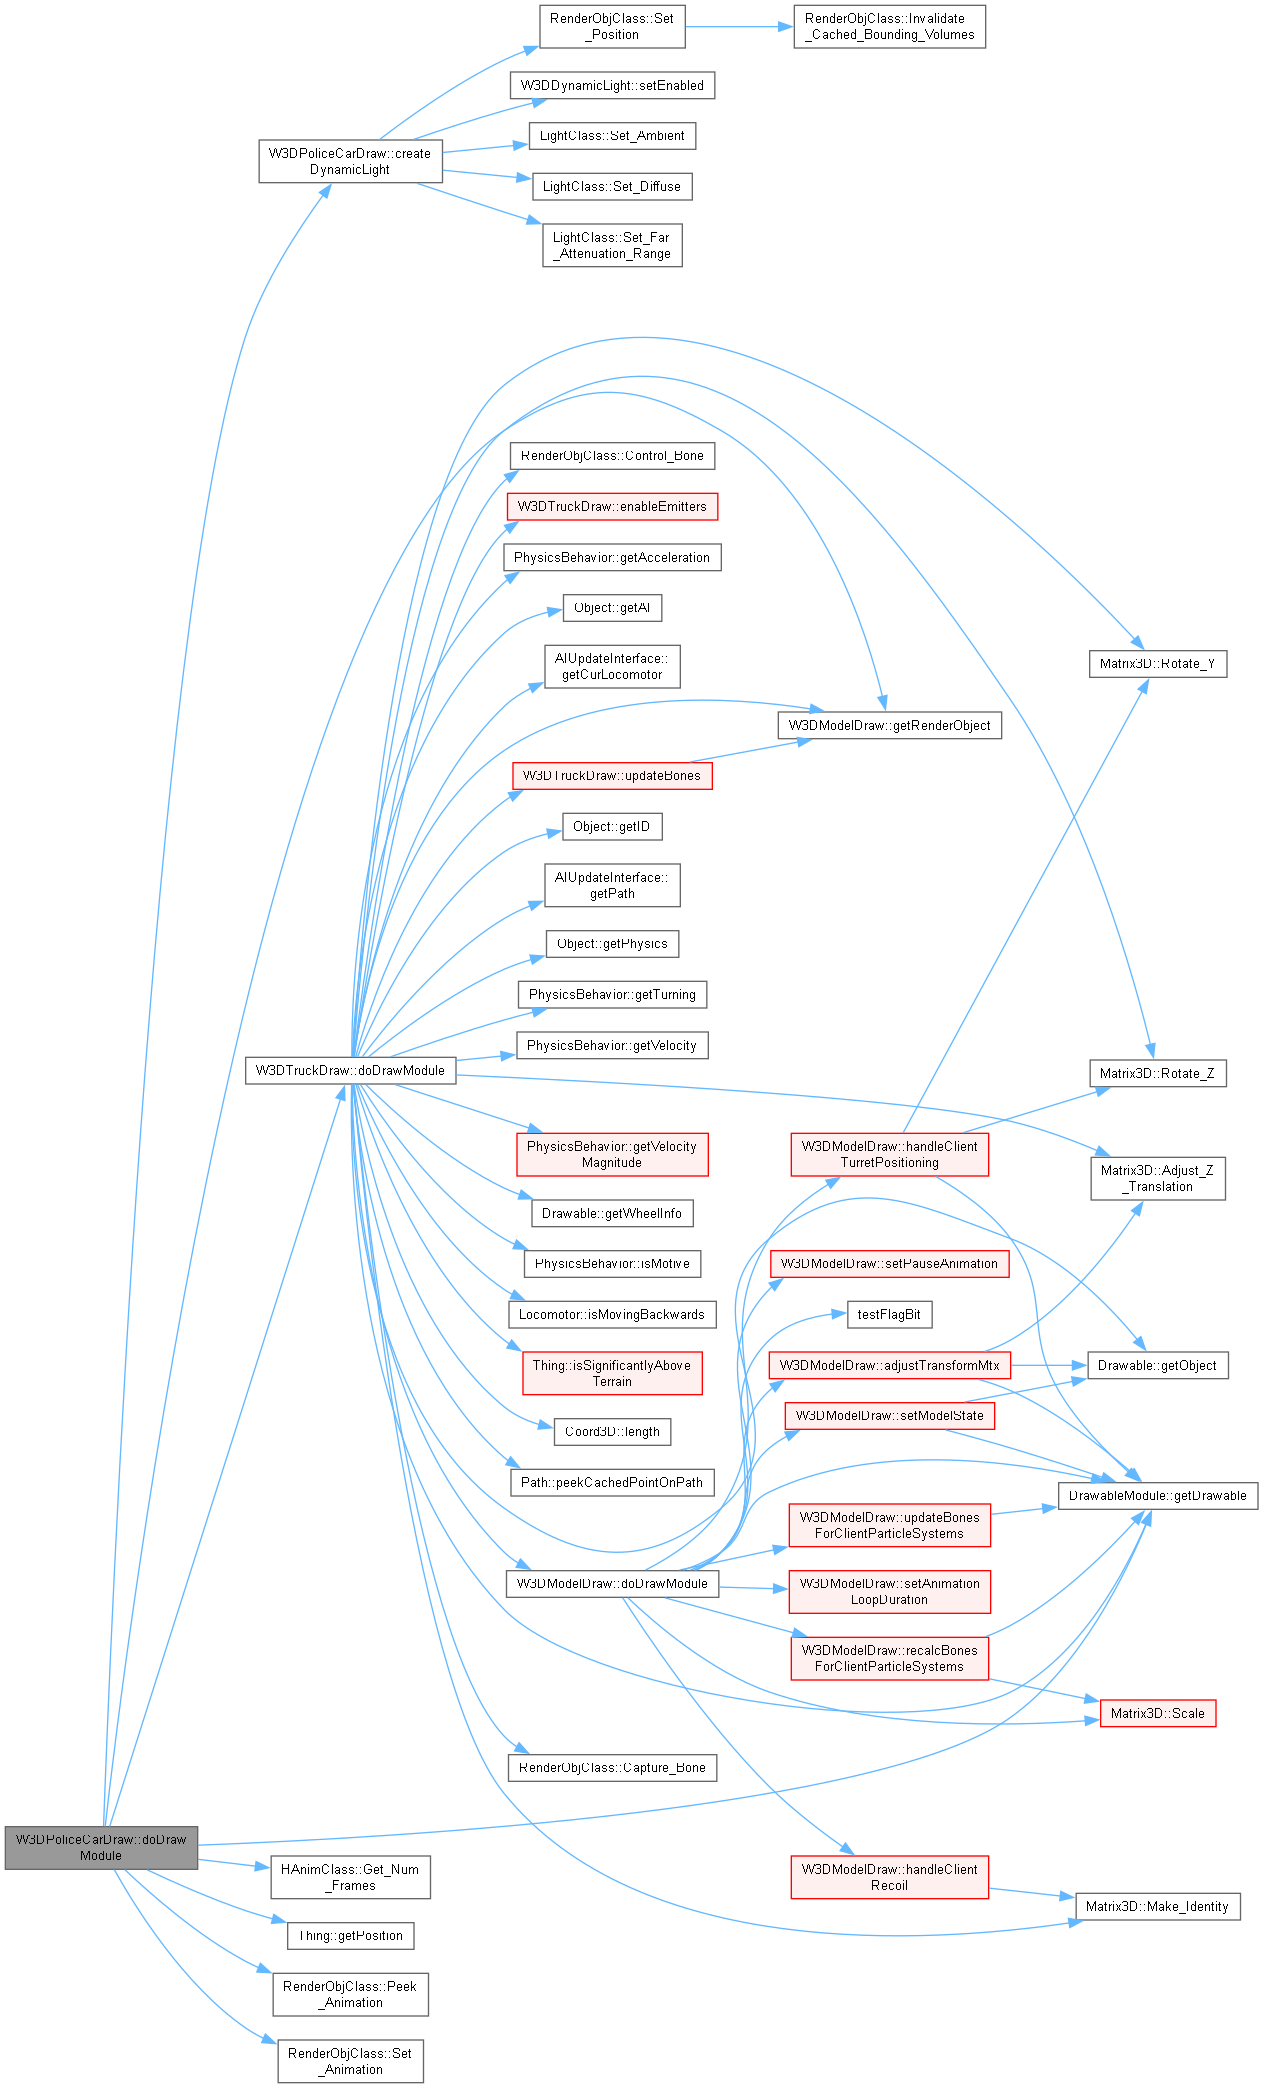 RenderObjClass::Set
_Position
RenderObjClass::Invalidate
_Cached_Bounding_Volumes
W3DDynamicLight::setEnabled
LightClass::Set_Ambient
W3DPoliceCarDraw::create
DynamicLight
LightClass::Set_Diffuse
LightClass::Set_Far
_Attenuation_Range
RenderObjClass::Control_Bone
W3DTruckDraw::enableEmitters
PhysicsBehavior::getAcceleration
Object::getAI
AIUpdateInterface::
getCurLocomotor
Matrix3D::Rotate_Y
W3DModelDraw::getRenderObject
W3DTruckDraw::updateBones
Object::getID
AIUpdateInterface::
getPath
Object::getPhysics
PhysicsBehavior::getTurning
PhysicsBehavior::getVelocity
W3DTruckDraw::doDrawModule
Matrix3D::Rotate_Z
PhysicsBehavior::getVelocity
Magnitude
W3DModelDraw::handleClient
TurretPositioning
Matrix3D::Adjust_Z
_Translation
Drawable::getWheelInfo
PhysicsBehavior::isMotive
W3DModelDraw::setPauseAnimation
Locomotor::isMovingBackwards
testFlagBit
Thing::isSignificantlyAbove
Terrain
W3DModelDraw::adjustTransformMtx
Drawable::getObject
Coord3D::length
W3DModelDraw::setModelState
Path::peekCachedPointOnPath
DrawableModule::getDrawable
W3DModelDraw::updateBones
ForClientParticleSystems
W3DModelDraw::doDrawModule
W3DModelDraw::setAnimation
LoopDuration
W3DModelDraw::recalcBones
ForClientParticleSystems
Matrix3D::Scale
RenderObjClass::Capture_Bone
W3DPoliceCarDraw::doDraw
Module
HAnimClass::Get_Num
_Frames
W3DModelDraw::handleClient
Recoil
Matrix3D::Make_Identity
Thing::getPosition
RenderObjClass::Peek
_Animation
RenderObjClass::Set
_Animation